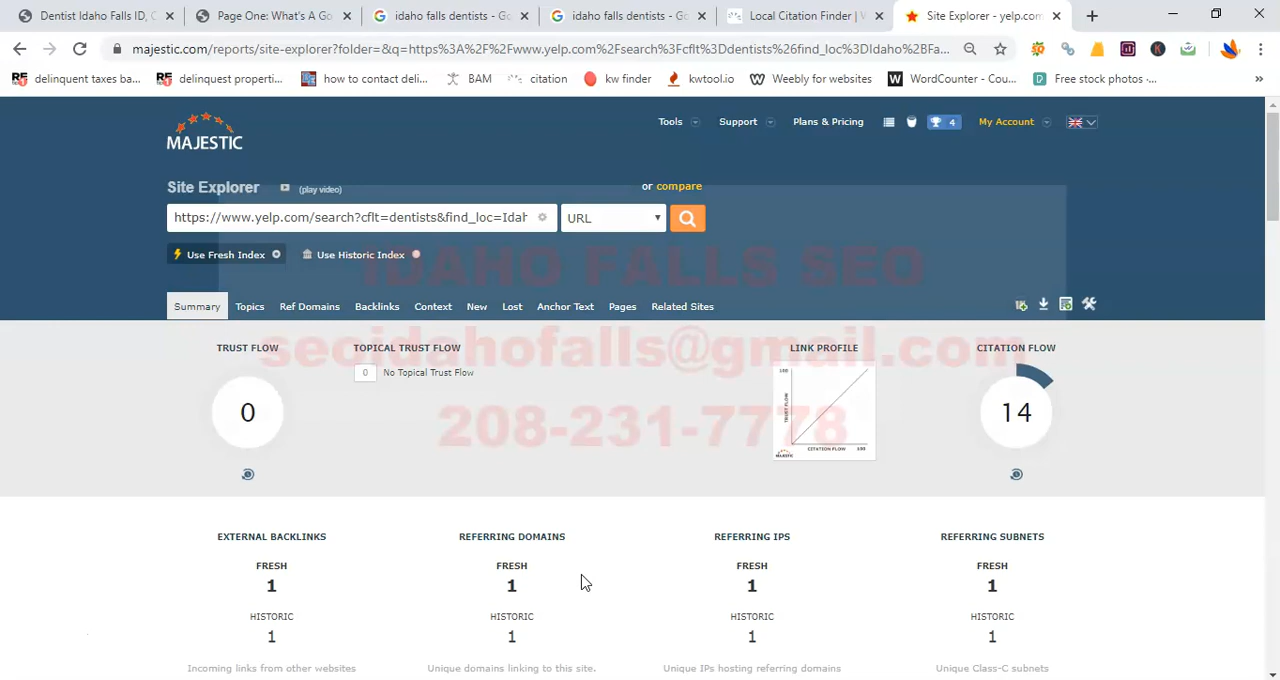 Dentist Idaho Falls ID, C
Page One: What's A Go
idaho falls dentists - Go
idaho falls dentists - Go
Local Citation Finder | W
Site Explorer - yelp.com
majestic.com/reports/site-explorer?folder=&q=https%3A%2F%2Fwww.yelp.com%2Fsearch%3Fcflt%3Ddentists%26find_loc%3DIdaho%2BFa...
delinquent taxes ba...
delinquest properti...
how to contact deli...
BAM
citation
kw finder
kwtool.io
Weebly for websites
WordCounter - Cou...
Free stock photos -...
MAJESTIC
Tools
Support
Plans & Pricing
4
My Account
Site Explorer
(play video)
or compare
https://www.yelp.com/search?cflt=dentists&find_loc=Idah
URL
Use Fresh Index
Use Historic Index
IDAHO FALLS SEO
Summary
Topics
Ref Domains
Backlinks
Context
New
Lost
Anchor Text
Pages
Related Sites
TRUST FLOW
TOPICAL TRUST FLOW
LINK PROFILE
CITATION FLOW
seoidahofalls@gmail.com
0
No Topical Trust Flow
TRUST FLOW
CITATION FLOW
MAJESTIC
0
14
208-231-7778
EXTERNAL BACKLINKS
REFERRING DOMAINS
REFERRING IPS
REFERRING SUBNETS
FRESH
FRESH
FRESH
FRESH
1
1
1
1
HISTORIC
HISTORIC
HISTORIC
HISTORIC
1
1
1
1
Incoming links from other websites
Unique domains linking to this site.
Unique IPs hosting referring domains
Unique Class-C subnets